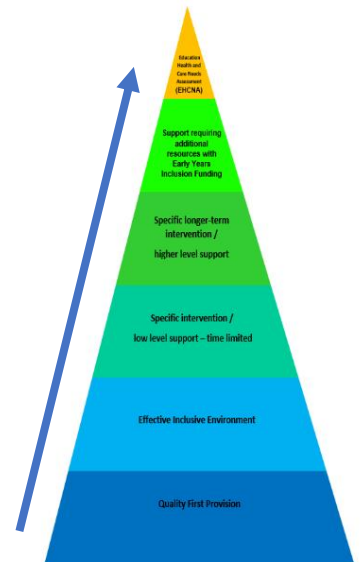 Education
Health and
Care Needs
Assessment
(EHCNA)
Support requiring
additional
resources with
Early Years
Inclusion Funding
Specific longer-term
intervention /
higher level support
Specific intervention /
low level support – time limited
Effective Inclusive Environment
Quality First Provision